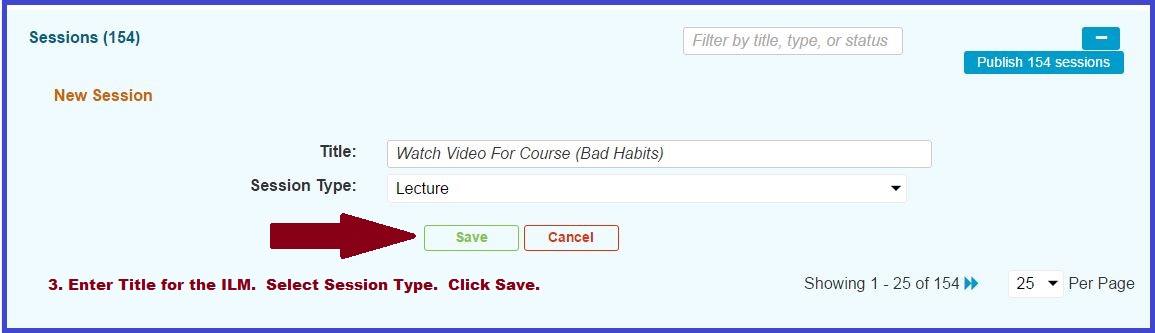 Sessions (154)
Filter by title, type, or status
Publish 154 sessions
New Session
Title: Watch Video For Course (Bad Habits)
Session Type: Lecture
Save Cancel
3. Enter Title for the ILM. Select Session Type. Click Save.
Showing 1 - 25 of 154 25 Per Page